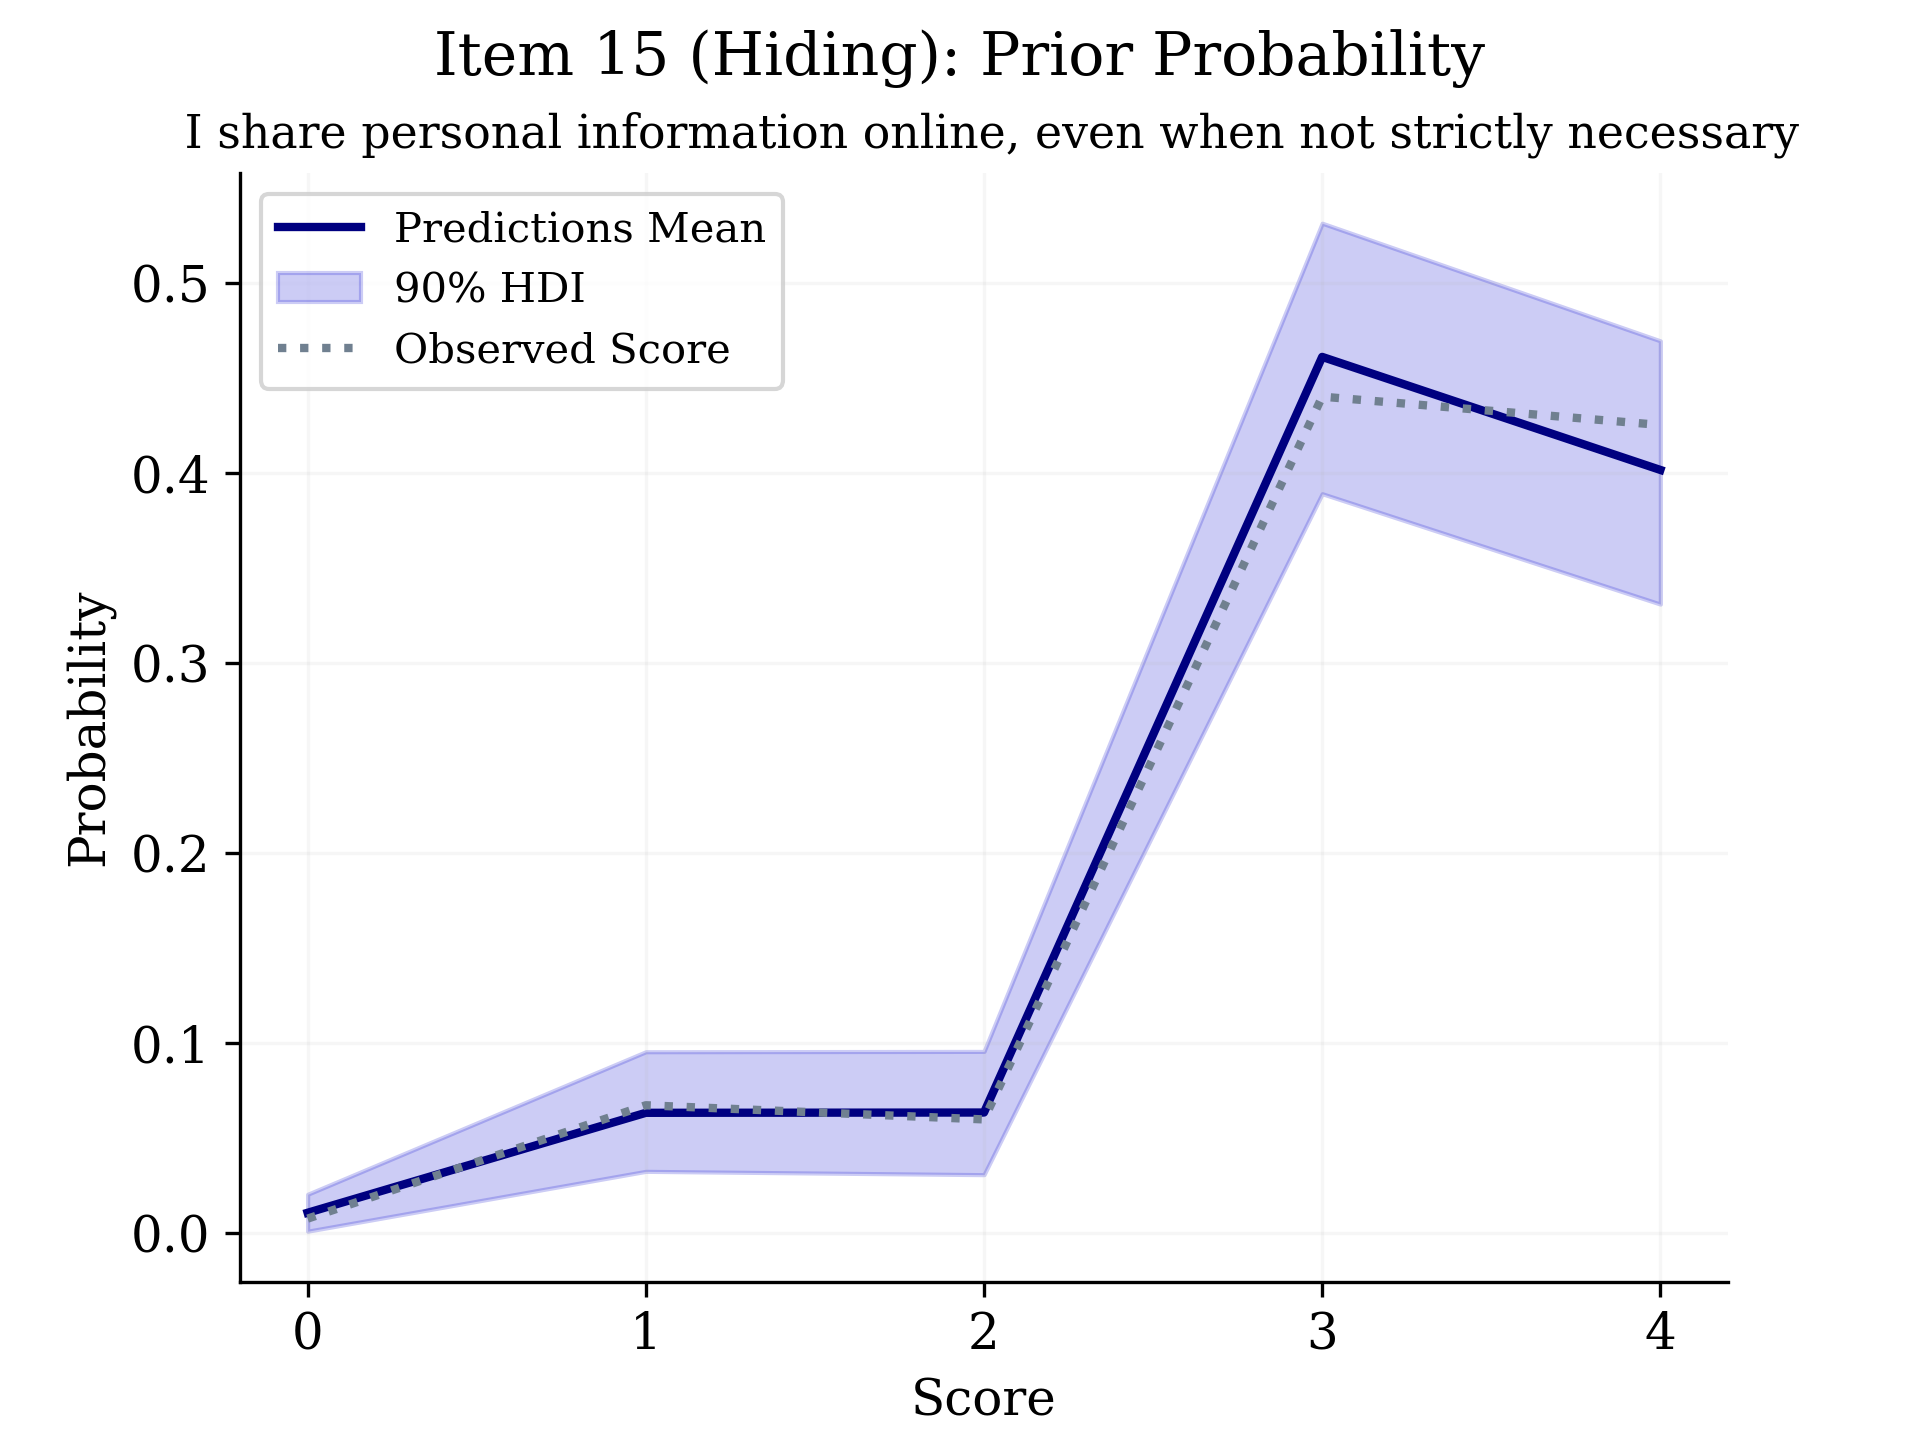 Item 15 (Hiding): Prior Probability
I share personal information online, even when not strictly necessary
Predictions Mean
90% HDI
Observed Score
0.5
0.4
0.3
0.2
0.1
0.0
Probability
0 1 2 3 4
Score